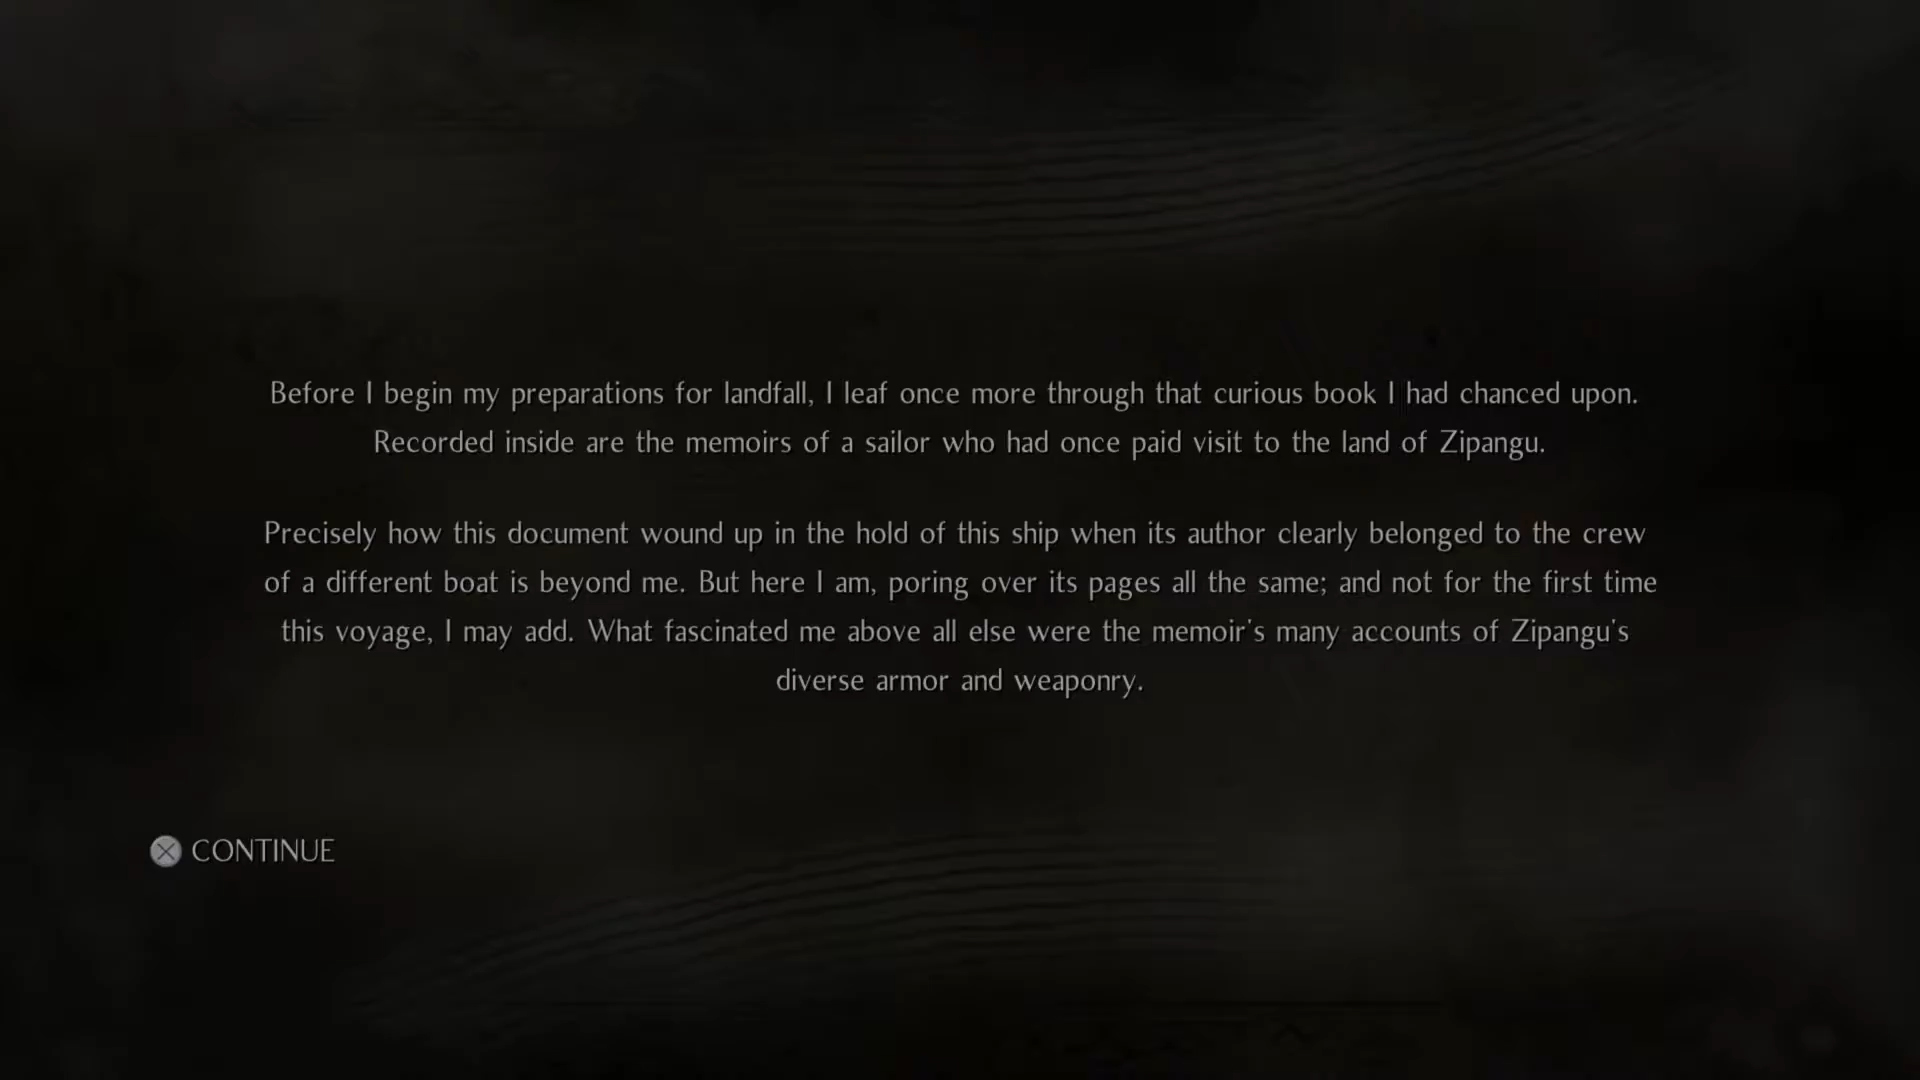 Before I begin my preparations for landfall, I leaf once more through that curious book I had chanced upon.
Recorded inside are the memoirs of a sailor who had once paid visit to the land of Zipangu.
Precisely how this document wound up in the hold of this ship when its author clearly belonged to the crew
of a different boat is beyond me. But here I am, poring over its pages all the same; and not for the first time
this voyage, I may add. What fascinated me above all else were the memoir's many accounts of Zipangu's
diverse armor and weaponry.
CONTINUE